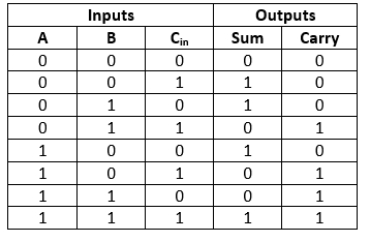 Inputs Outputs
A B Cin Sum Carry
0 0 0 0 0
0 0 1 1 0
0 1 0 1 0
0 1 1 0 1
1 0 0 1 0
1 0 1 0 1
1 1 0 0 1
1 1 1 1 1